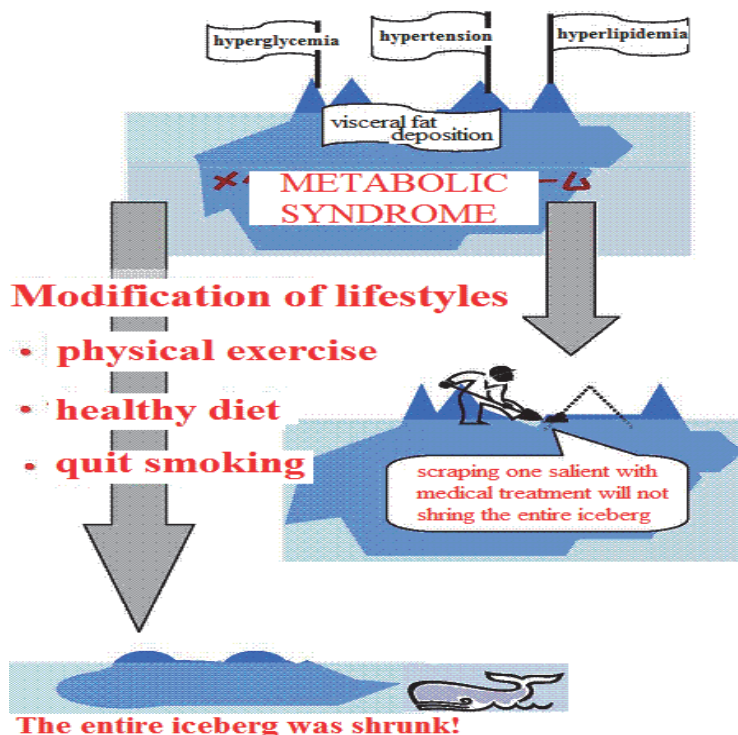 hyperglycemia
hypertension
hyperlipidemia
visceral fat
deposition
METABOLIC
SYNDROME
Modification of lifestyles
• physical exercise
• healthy diet
• quit smoking
scraping one salient with
medical treatment will not
shring the entire iceberg
The entire iceberg was shrunk!